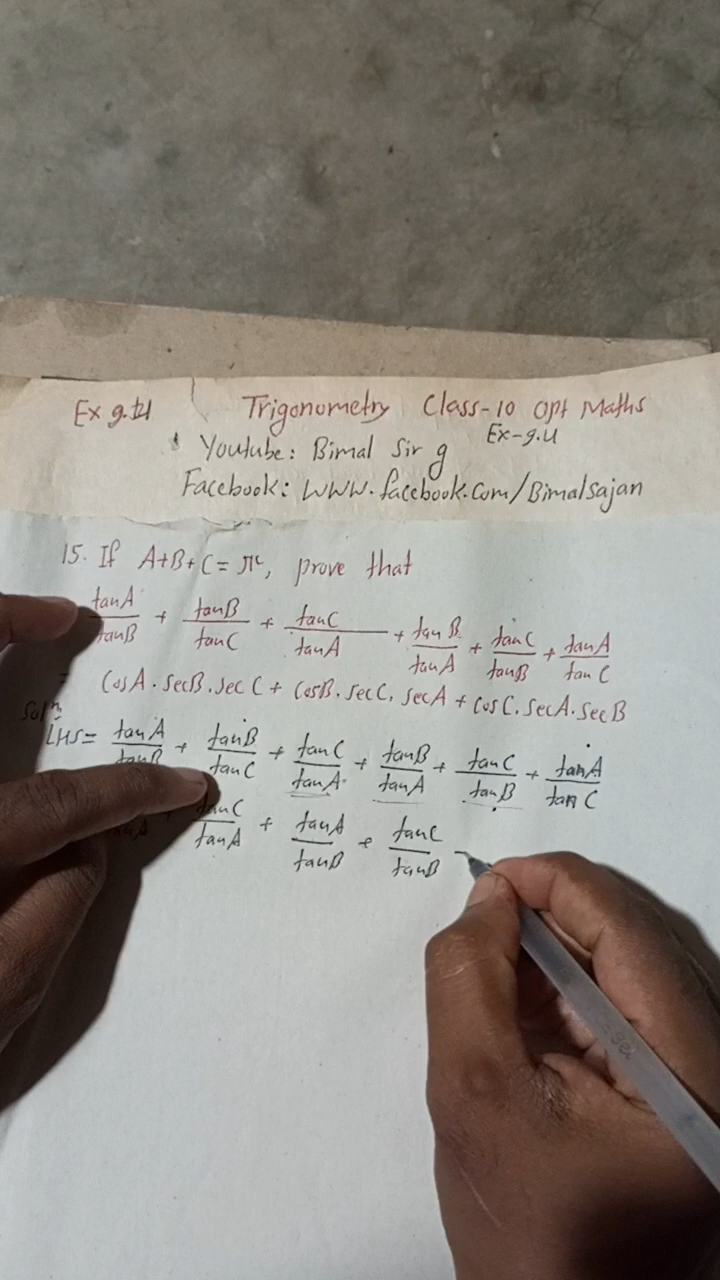 Ex 9.4 Trigonometry Class-10 Opt Maths
Ex-9.4
Youtube: Bimal Sir g
Facebook: WWW.facebook.com/Bimalsajan
15. If A+B+C = π^c, prove that
tanA/tanB + tanB/tanC + tanC/tanA + tanB/tanA + tanC/tanB + tanA/tanC
= CosA . SecB . Sec C + CosB . SecC . SecA + CosC . SecA . SecB
Solⁿ
LHS = tanA/tanB + tanB/tanC + tanC/tanA + tanB/tanA + tanC/tanB + tanA/tanC
+ tanC/tanA + tanA/tanB + tanC/tanB